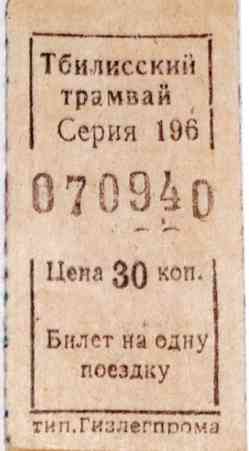 Тбилисский
трамвай
Серия 196
070940
Цена 30 коп.
Билет на одну
поездку
тип.Гизлегпрома